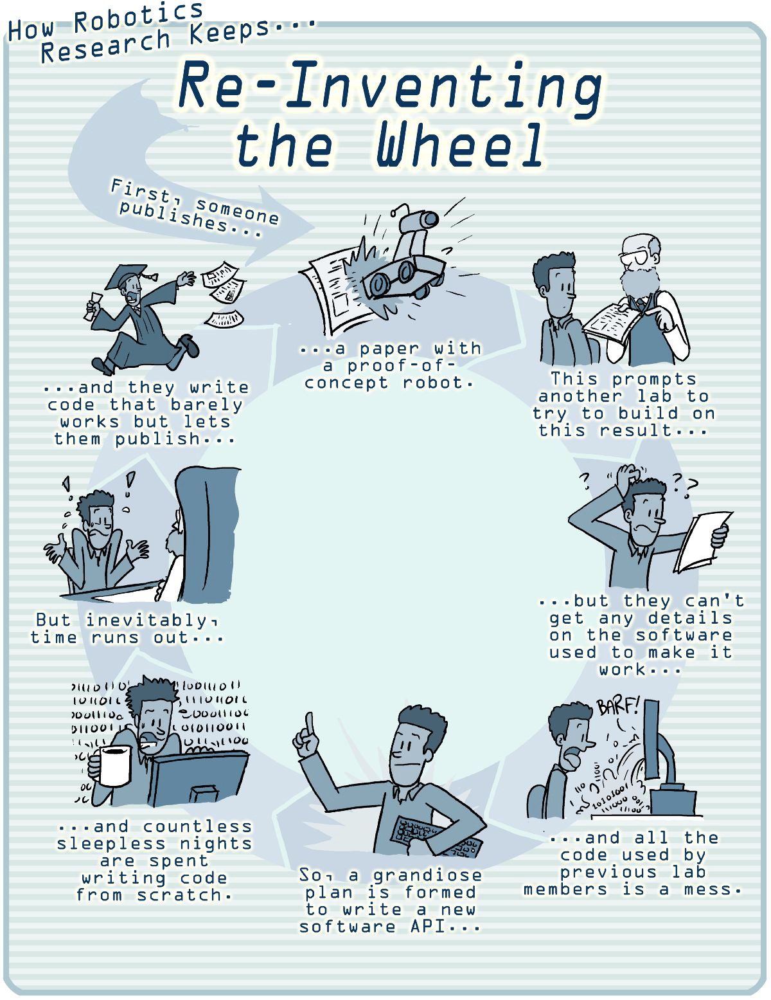 How Robotics
Research Keeps...
Re-Inventing
the Wheel
First, someone
publishes...
...a paper with
a proof-of-
concept robot.
This prompts
another lab to
try to build on
this result...
...but they can't
get any details
on the software
used to make it
work...
BARF!
...and all the
code used by
previous lab
members is a mess.
So, a grandiose
plan is formed
to write a new
software API...
...and countless
sleepless nights
are spent
writing code
from scratch.
But inevitably,
time runs out...
...and they write
code that barely
works but lets
them publish...